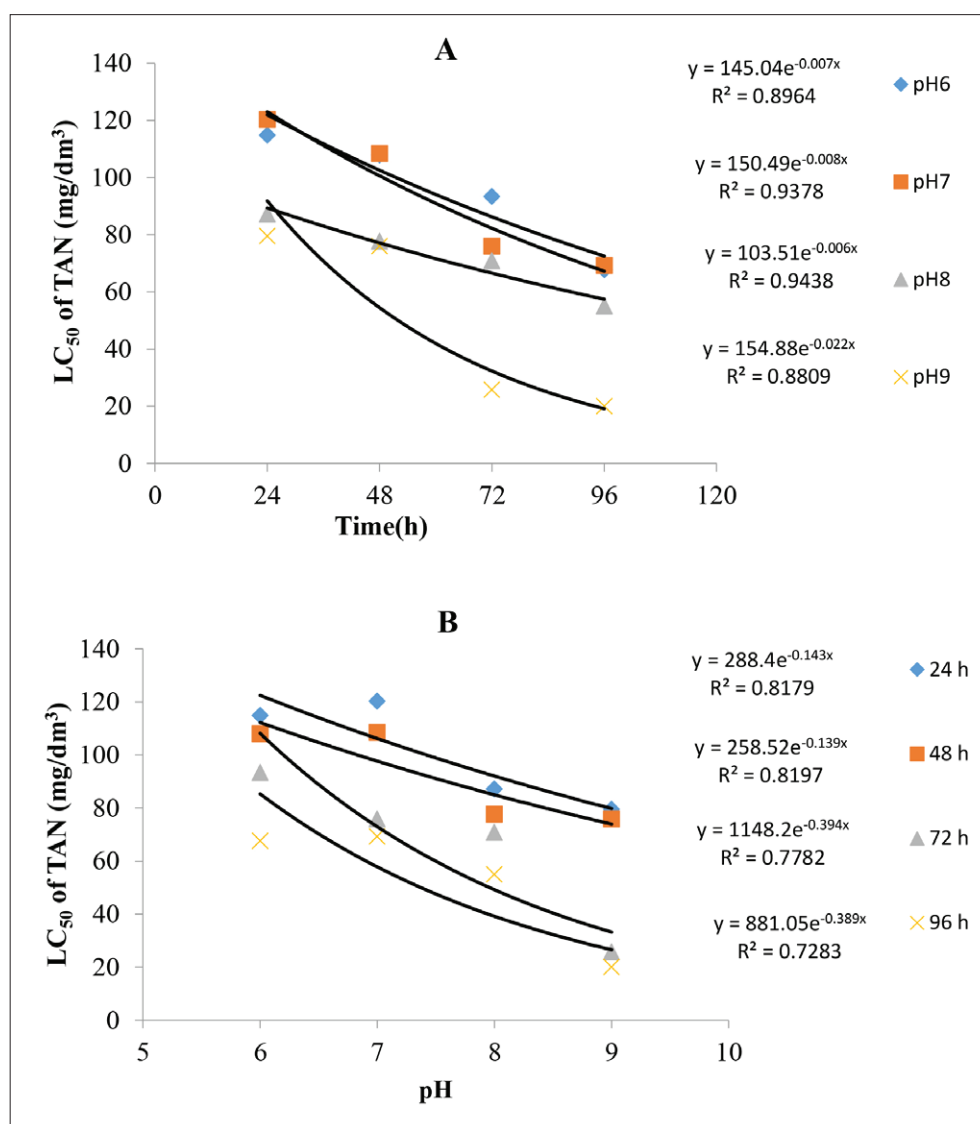 A
140
120
100
80
60
40
20
0
0 24 48 72 96 120
LC₅₀ of TAN (mg/dm³)
Time(h)
y = 145.04e^-0.007x
R² = 0.8964
pH6
y = 150.49e^-0.008x
R² = 0.9378
pH7
y = 103.51e^-0.006x
R² = 0.9438
pH8
y = 154.88e^-0.022x
R² = 0.8809
pH9
B
140
120
100
80
60
40
20
0
5 6 7 8 9 10
LC₅₀ of TAN (mg/dm³)
pH
y = 288.4e^-0.143x
R² = 0.8179
24 h
y = 258.52e^-0.139x
R² = 0.8197
48 h
y = 1148.2e^-0.394x
R² = 0.7782
72 h
y = 881.05e^-0.389x
R² = 0.7283
96 h